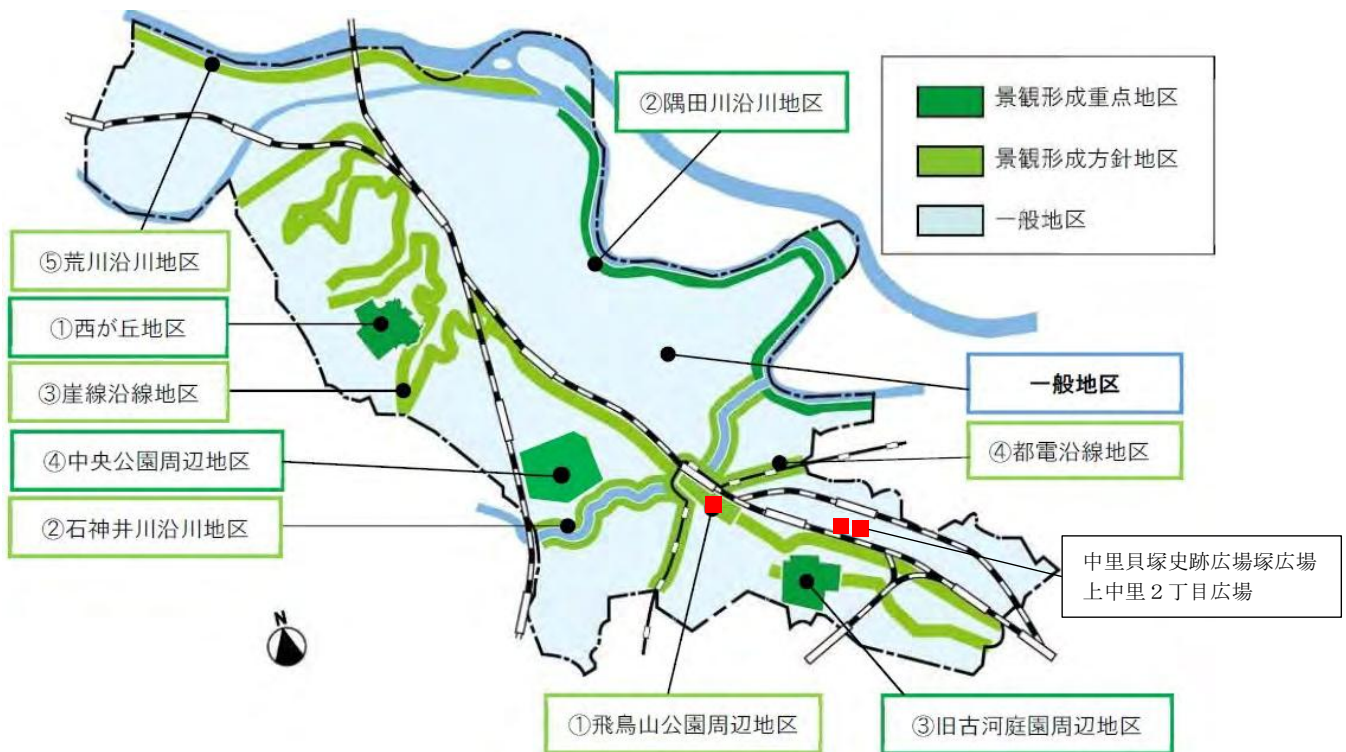 ②隅田川沿川地区
景観形成重点地区
景観形成方針地区
一般地区
⑤荒川沿川地区
①西が丘地区
③崖線沿線地区
一般地区
④中央公園周辺地区
④都電沿線地区
②石神井川沿川地区
中里貝塚史跡広場塚広場
上中里2丁目広場
N
①飛鳥山公園周辺地区
③旧古河庭園周辺地区